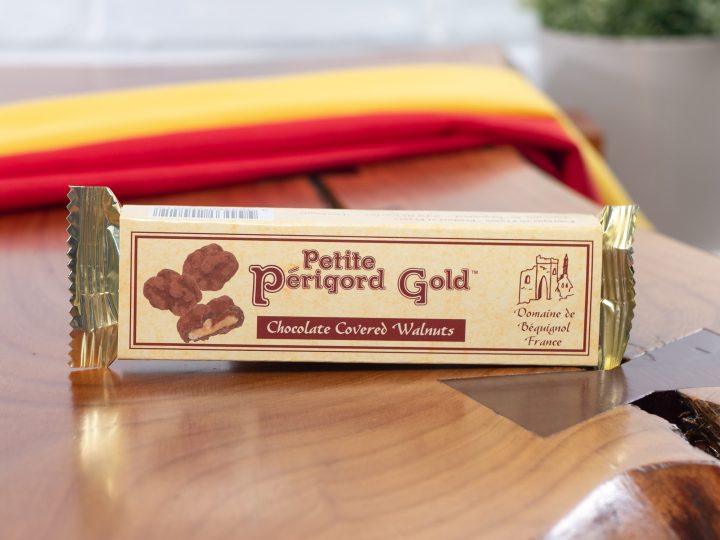 Petite
Périgord Gold™
Chocolate Covered Walnuts
Domaine de
Béquignol
France